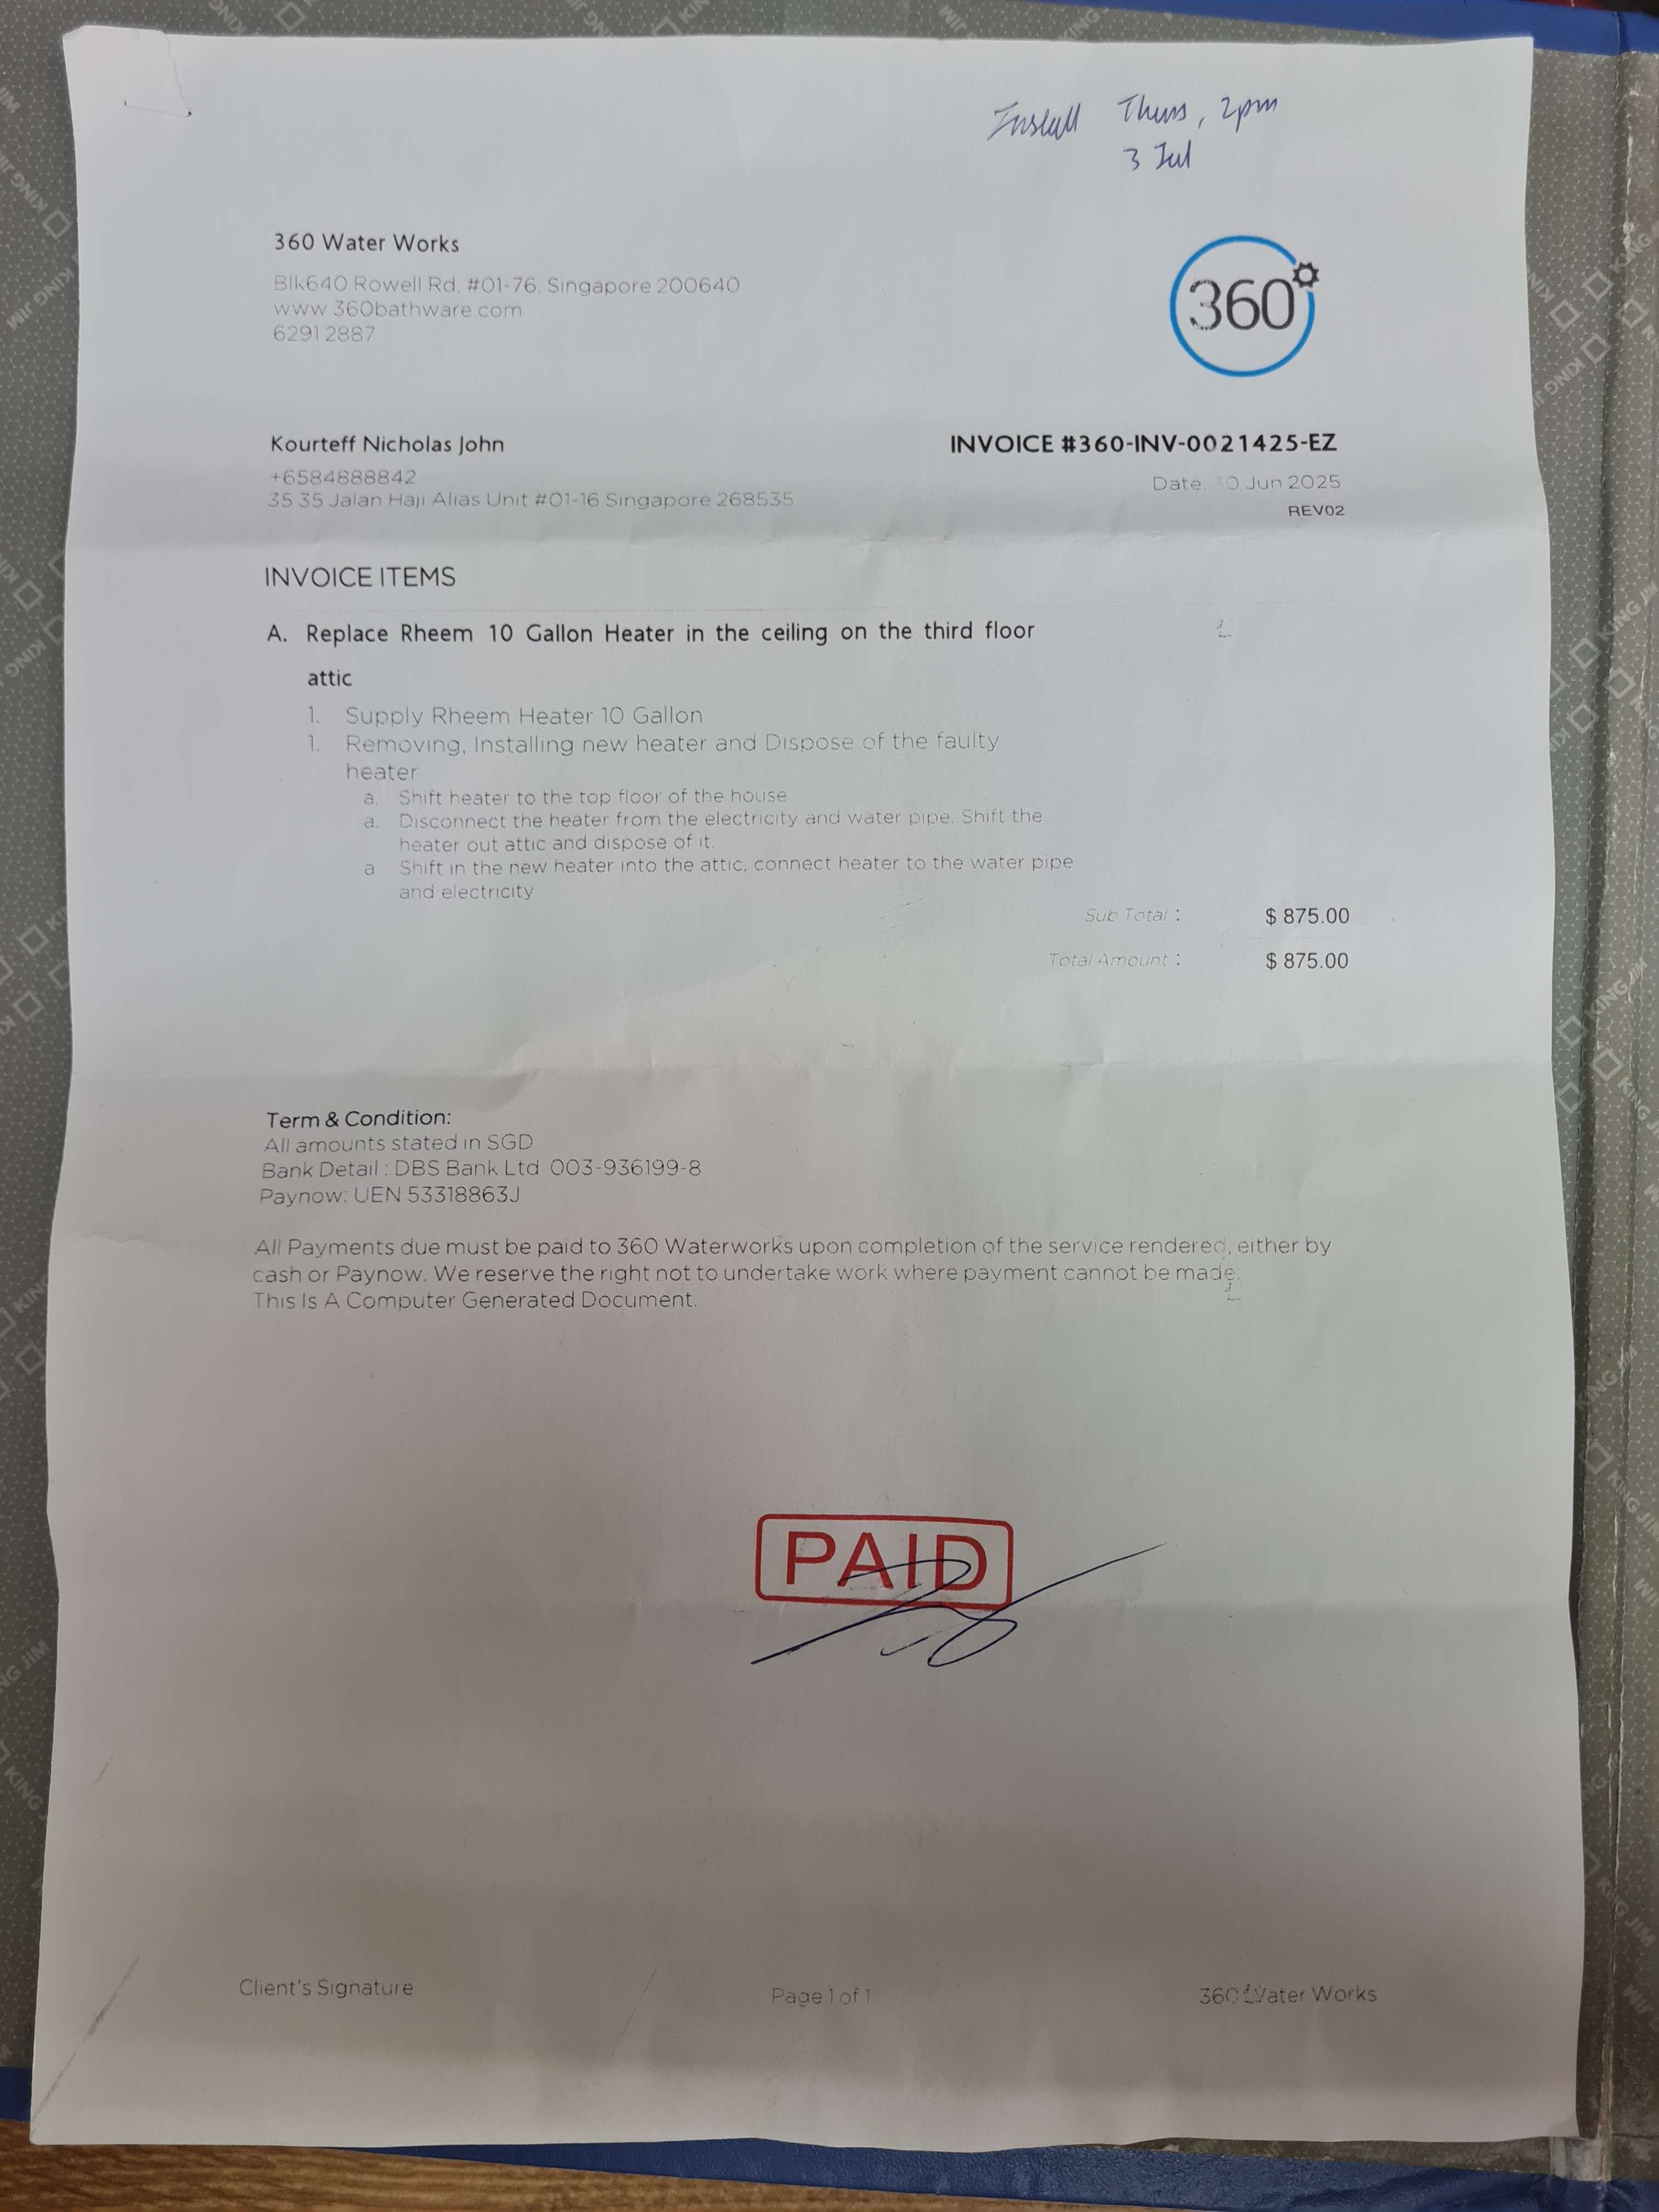 Install Thurs, 2pm
3 Jul
360 Water Works
Blk640 Rowell Rd, #01-76, Singapore 200640
www.360bathware.com
62912887
360
Kourteff Nicholas John
+6584888842
35 35 Jalan Haji Alias Unit #01-16 Singapore 268535
INVOICE #360-INV-0021425-EZ
Date. 30 Jun 2025
REV02
INVOICE ITEMS
A. Replace Rheem 10 Gallon Heater in the ceiling on the third floor
attic
1. Supply Rheem Heater 10 Gallon
1. Removing, Installing new heater and Dispose of the faulty
heater
a. Shift heater to the top floor of the house
a. Disconnect the heater from the electricity and water pipe. Shift the
heater out attic and dispose of it.
a Shift in the new heater into the attic, connect heater to the water pipe
and electricity
Sub Total : $ 875.00
Total Amount : $ 875.00
Term & Condition:
All amounts stated in SGD
Bank Detail : DBS Bank Ltd 003-936199-8
Paynow: UEN 53318863J
All Payments due must be paid to 360 Waterworks upon completion of the service rendered, either by
cash or Paynow. We reserve the right not to undertake work where payment cannot be made.
This Is A Computer Generated Document.
PAID
Client's Signature
Page 1 of 1
360 Water Works
KING JIM